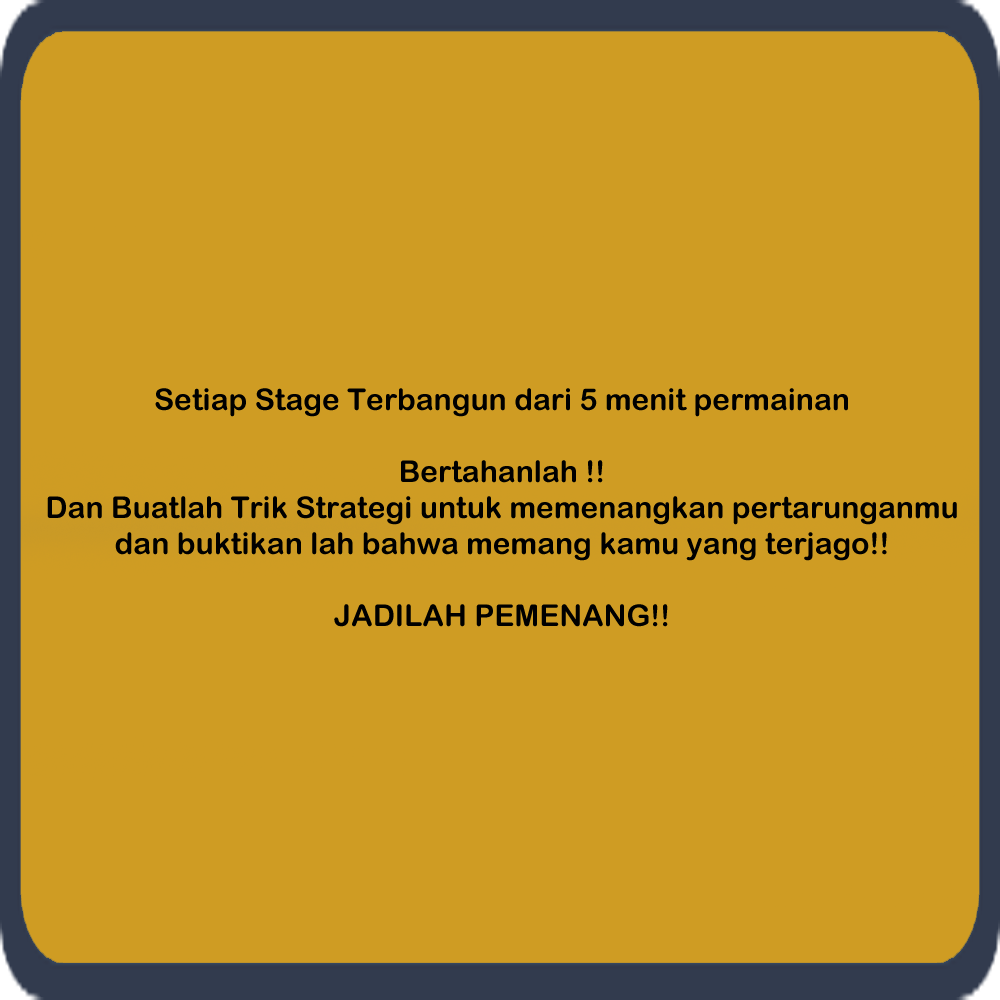 Setiap Stage Terbangun dari 5 menit permainan
Bertahanlah !!
Dan Buatlah Trik Strategi untuk memenangkan pertarunganmu
dan buktikan lah bahwa memang kamu yang terjago!!
JADILAH PEMENANG!!